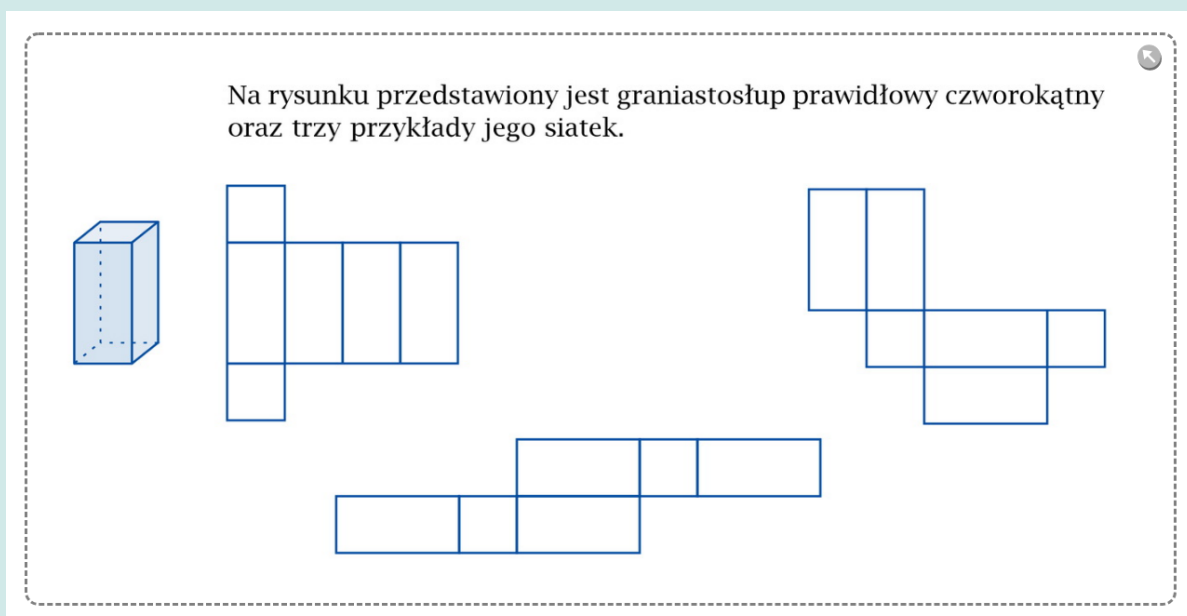 Na rysunku przedstawiony jest graniastosłup prawidłowy czworokątny
oraz trzy przykłady jego siatek.